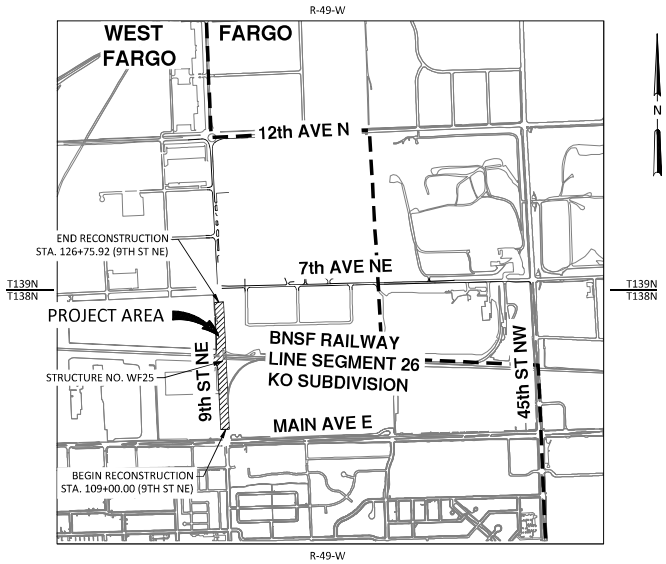 R-49-W
WEST
FARGO
FARGO
N
12th AVE N
END RECONSTRUCTION
STA. 126+75.92 (9TH ST NE)
7th AVE NE
T139N
T138N
T139N
T138N
PROJECT AREA
BNSF RAILWAY
LINE SEGMENT 26
KO SUBDIVISION
STRUCTURE NO. WF25
9th ST NE
45th ST NW
MAIN AVE E
BEGIN RECONSTRUCTION
STA. 109+00.00 (9TH ST NE)
R-49-W